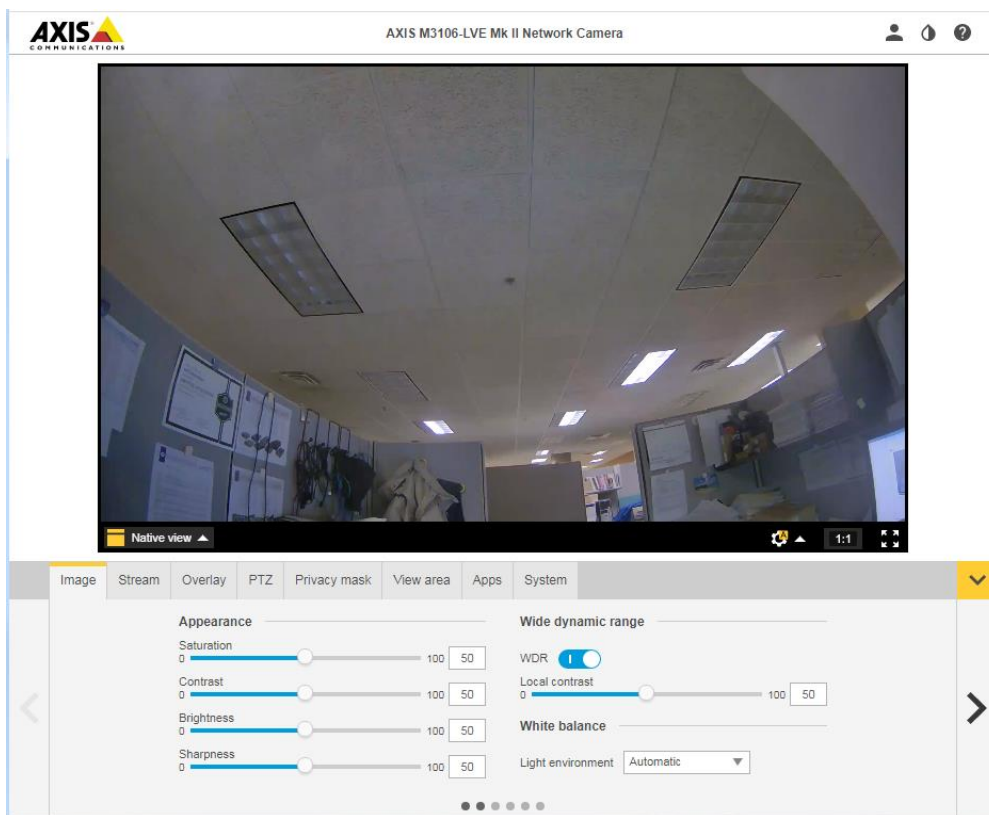 AXIS
COMMUNICATIONS
AXIS M3106-LVE Mk II Network Camera
Native view
A
1:1
Image Stream Overlay PTZ Privacy mask View area Apps System
Appearance
Saturation
0 100 50
Contrast
0 100 50
Brightness
0 100 50
Sharpness
0 100 50
Wide dynamic range
WDR
Local contrast
0 100 50
White balance
Light environment Automatic